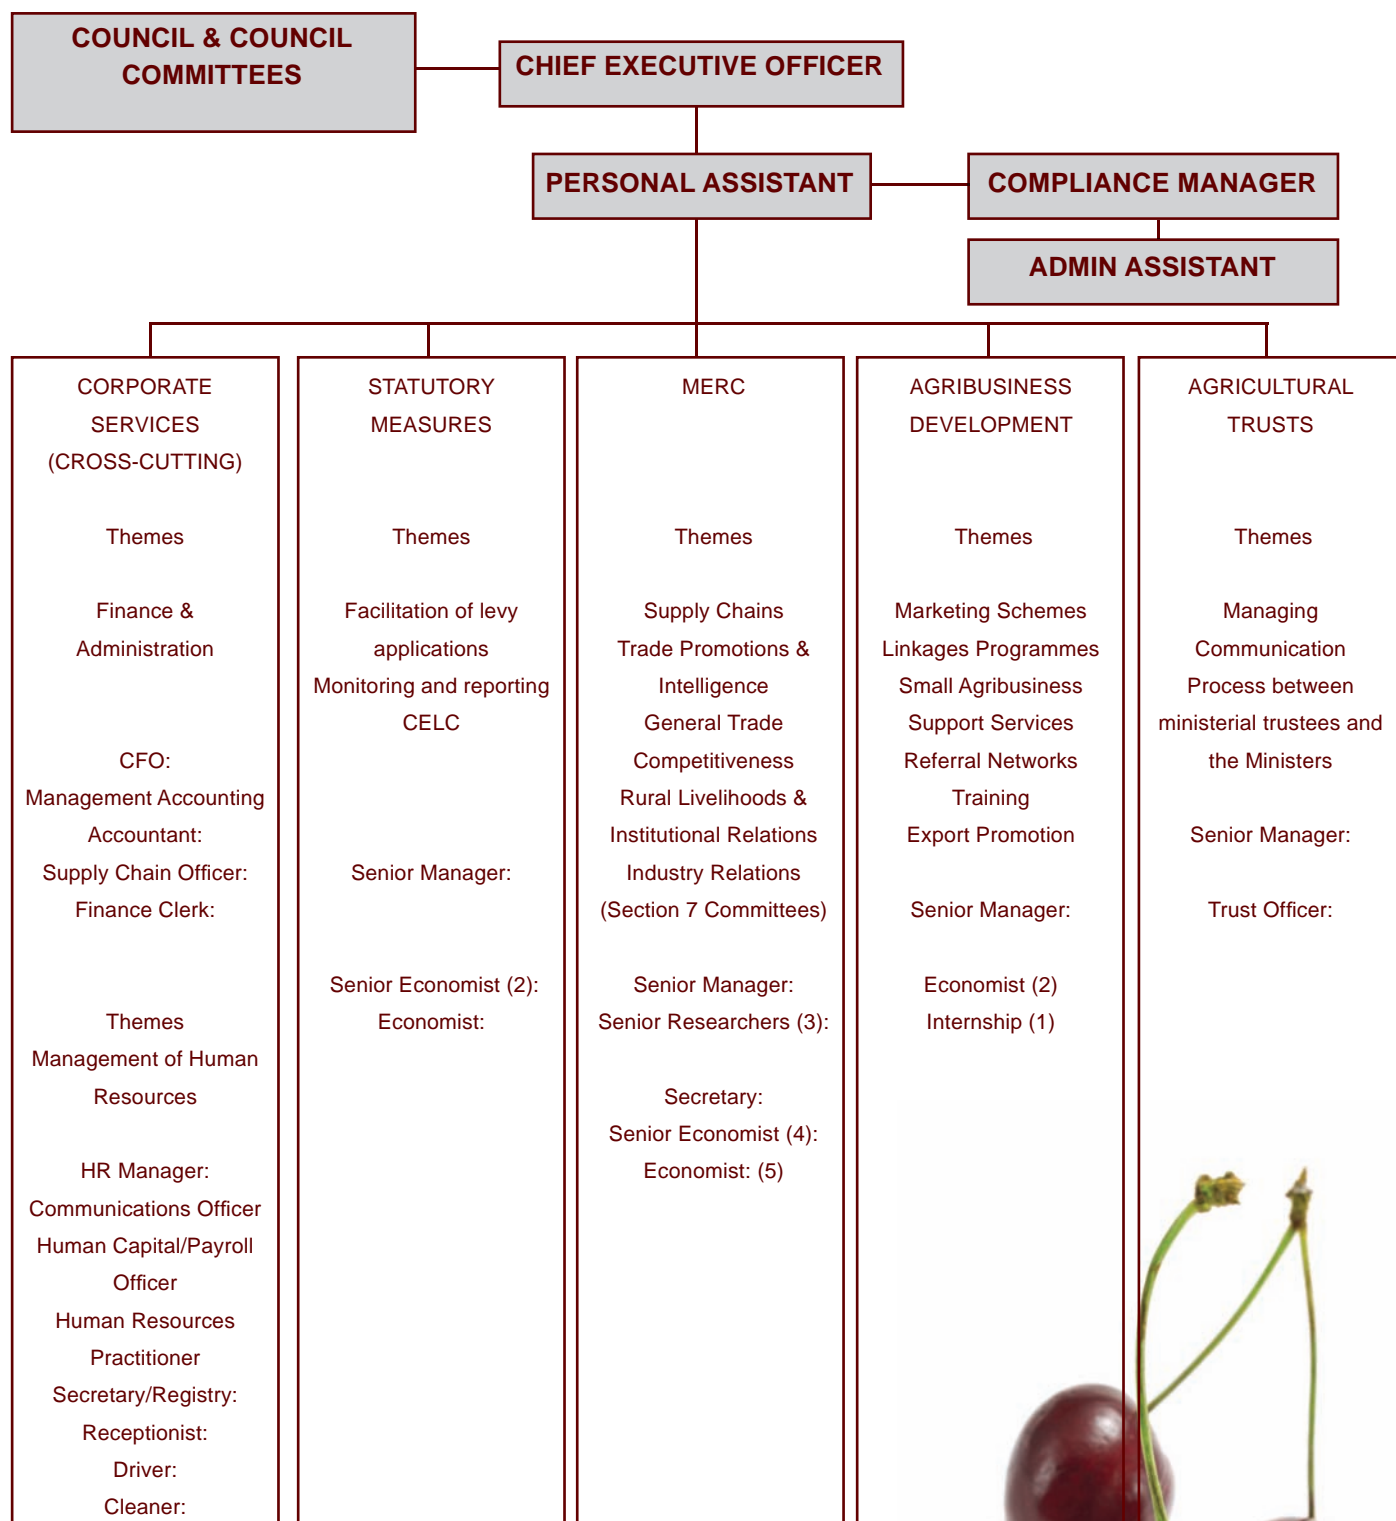 COUNCIL & COUNCIL
COMMITTEES
CHIEF EXECUTIVE OFFICER
PERSONAL ASSISTANT
COMPLIANCE MANAGER
ADMIN ASSISTANT
CORPORATE
SERVICES
(CROSS-CUTTING)
Themes
Finance &
Administration
CFO:
Management Accounting
Accountant:
Supply Chain Officer:
Finance Clerk:
Themes
Management of Human
Resources
HR Manager:
Communications Officer
Human Capital/Payroll
Officer
Human Resources
Practitioner
Secretary/Registry:
Receptionist:
Driver:
Cleaner:
STATUTORY
MEASURES
Themes
Facilitation of levy
applications
Monitoring and reporting
CELC
Senior Manager:
Senior Economist (2):
Economist:
MERC
Themes
Supply Chains
Trade Promotions &
Intelligence
General Trade
Competitiveness
Rural Livelihoods &
Institutional Relations
Industry Relations
(Section 7 Committees)
Senior Manager:
Senior Researchers (3):
Secretary:
Senior Economist (4):
Economist: (5)
AGRIBUSINESS
DEVELOPMENT
Themes
Marketing Schemes
Linkages Programmes
Small Agribusiness
Support Services
Referral Networks
Training
Export Promotion
Senior Manager:
Economist (2)
Internship (1)
AGRICULTURAL
TRUSTS
Themes
Managing
Communication
Process between
ministerial trustees and
the Ministers
Senior Manager:
Trust Officer: